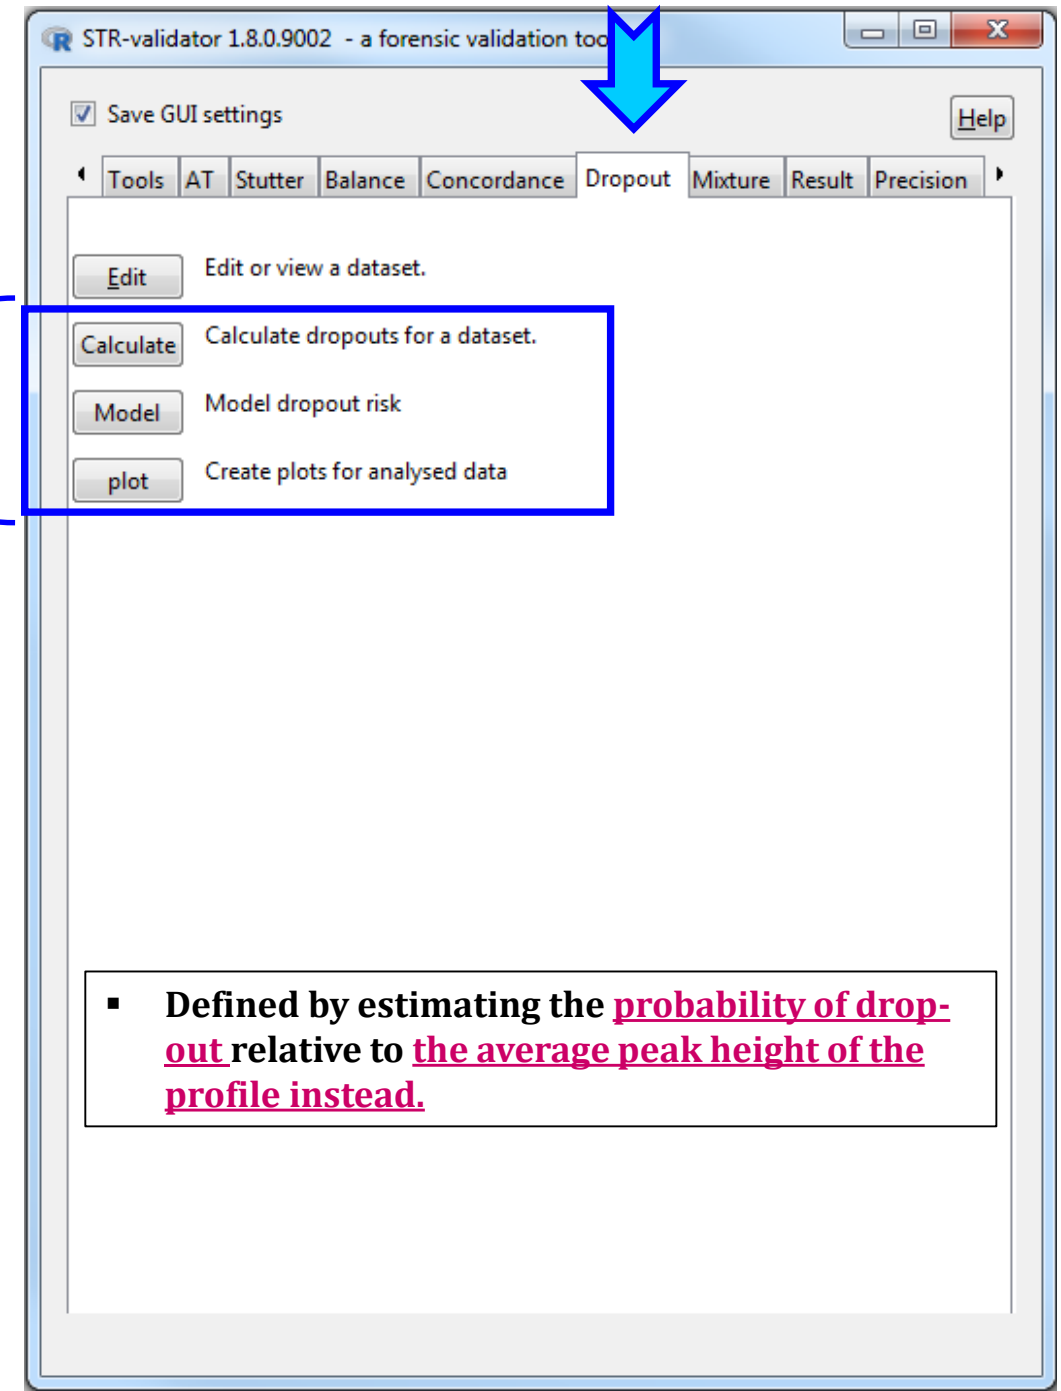 STR-validator 1.8.0.9002 - a forensic validation too
Save GUI settings
Help
Tools AT Stutter Balance Concordance Dropout Mixture Result Precision
Edit Edit or view a dataset.
Calculate Calculate dropouts for a dataset.
Model Model dropout risk
plot Create plots for analysed data
▪ Defined by estimating the probability of drop-
out relative to the average peak height of the
profile instead.